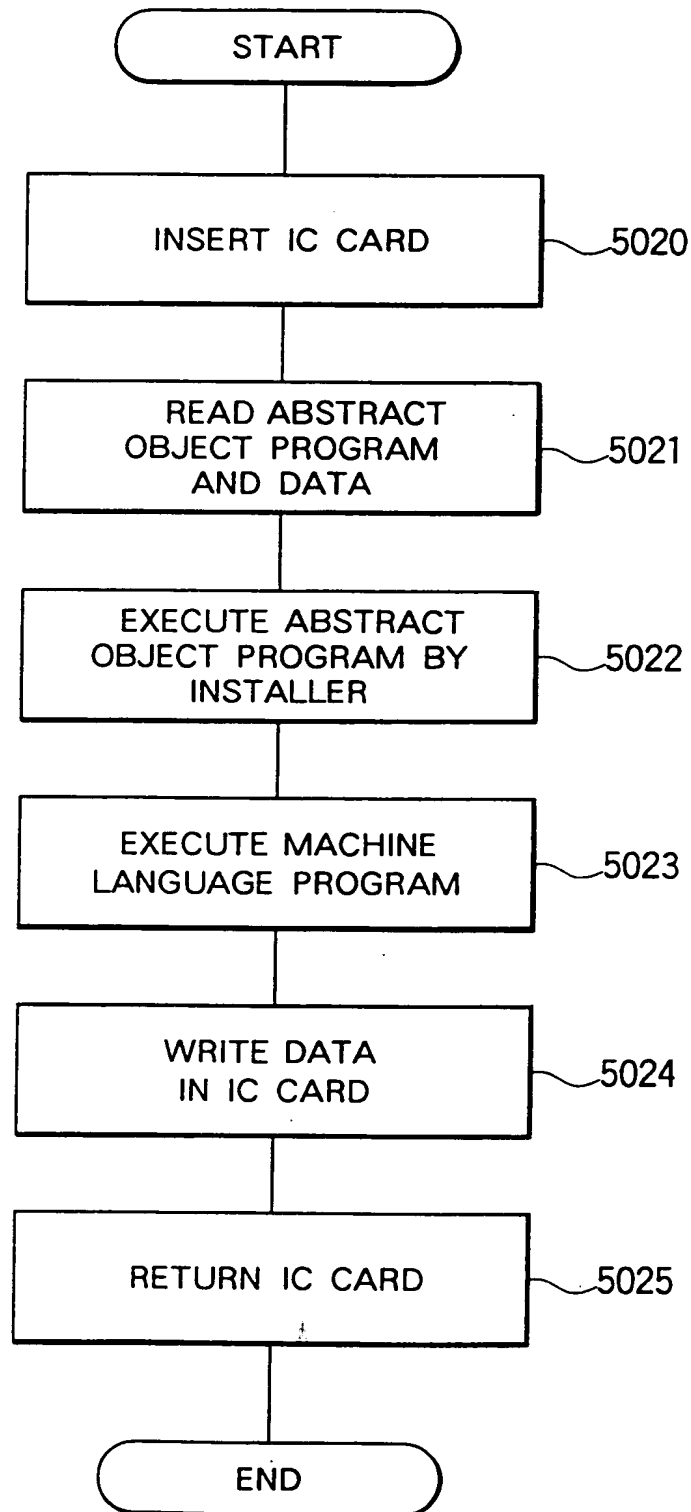 START
INSERT IC CARD
5020
READ ABSTRACT
OBJECT PROGRAM
AND DATA
5021
EXECUTE ABSTRACT
OBJECT PROGRAM BY
INSTALLER
5022
EXECUTE MACHINE
LANGUAGE PROGRAM
5023
WRITE DATA
IN IC CARD
5024
RETURN IC CARD
5025
END